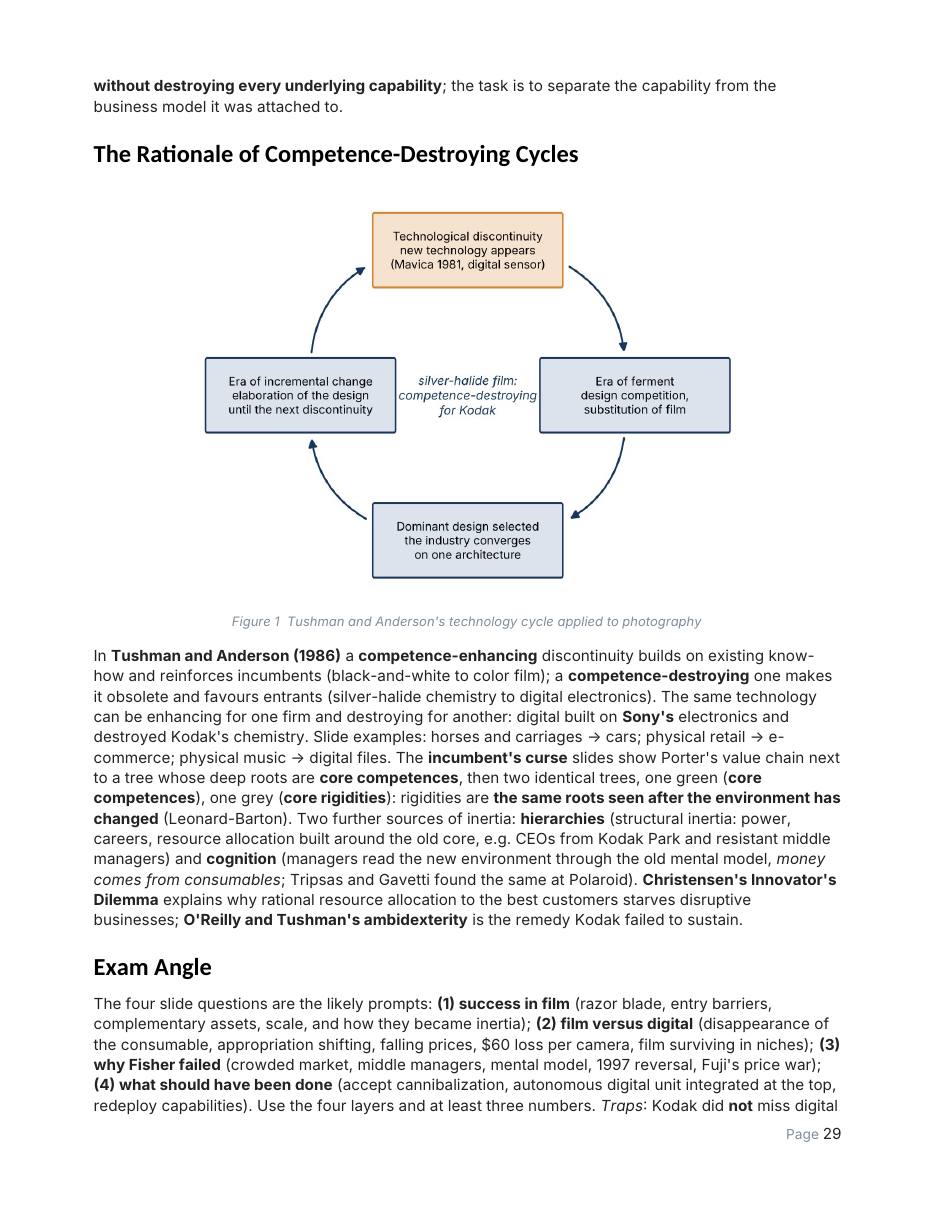 without destroying every underlying capability; the task is to separate the capability from the
business model it was attached to.
The Rationale of Competence-Destroying Cycles
Technological discontinuity
new technology appears
(Mavica 1981, digital sensor)
Era of incremental change
elaboration of the design
until the next discontinuity
silver-halide film:
competence-destroying
for Kodak
Era of ferment
design competition,
substitution of film
Dominant design selected
the industry converges
on one architecture
Figure 1  Tushman and Anderson's technology cycle applied to photography
In Tushman and Anderson (1986) a competence-enhancing discontinuity builds on existing know-
how and reinforces incumbents (black-and-white to color film); a competence-destroying one makes
it obsolete and favours entrants (silver-halide chemistry to digital electronics). The same technology
can be enhancing for one firm and destroying for another: digital built on Sony's electronics and
destroyed Kodak's chemistry. Slide examples: horses and carriages → cars; physical retail → e-
commerce; physical music → digital files. The incumbent's curse slides show Porter's value chain next
to a tree whose deep roots are core competences, then two identical trees, one green (core
competences), one grey (core rigidities): rigidities are the same roots seen after the environment has
changed (Leonard-Barton). Two further sources of inertia: hierarchies (structural inertia: power,
careers, resource allocation built around the old core, e.g. CEOs from Kodak Park and resistant middle
managers) and cognition (managers read the new environment through the old mental model, money
comes from consumables; Tripsas and Gavetti found the same at Polaroid). Christensen's Innovator's
Dilemma explains why rational resource allocation to the best customers starves disruptive
businesses; O'Reilly and Tushman's ambidexterity is the remedy Kodak failed to sustain.
Exam Angle
The four slide questions are the likely prompts: (1) success in film (razor blade, entry barriers,
complementary assets, scale, and how they became inertia); (2) film versus digital (disappearance of
the consumable, appropriation shifting, falling prices, $60 loss per camera, film surviving in niches); (3)
why Fisher failed (crowded market, middle managers, mental model, 1997 reversal, Fuji's price war);
(4) what should have been done (accept cannibalization, autonomous digital unit integrated at the top,
redeploy capabilities). Use the four layers and at least three numbers. Traps: Kodak did not miss digital
Page 29